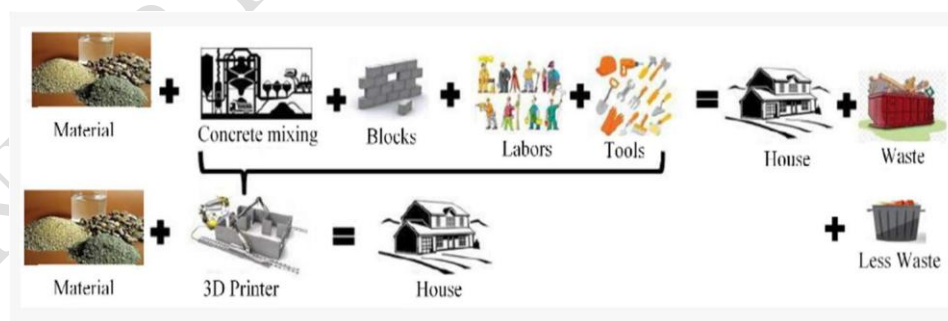 Material
Concrete mixing
Blocks
Labors
Tools
House
Waste
Material
3D Printer
House
Less Waste